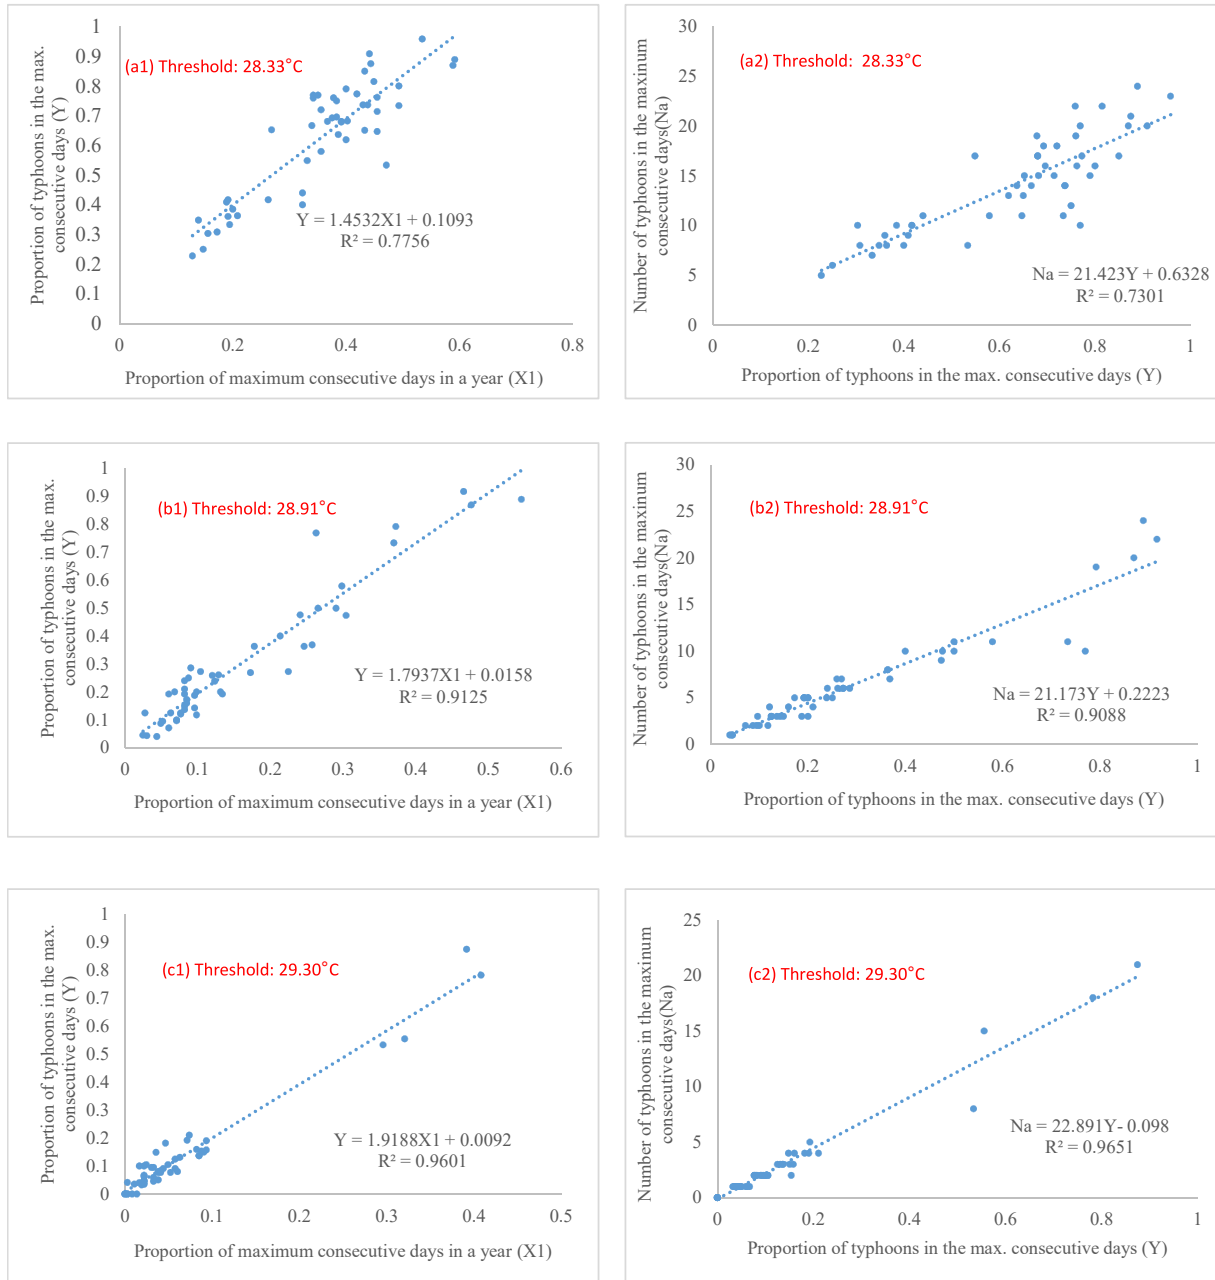 Proportion of typhoons in the max.
consecutive days (Y)
1
0.9
0.8
0.7
0.6
0.5
0.4
0.3
0.2
0.1
0
(a1) Threshold: 28.33°C
Y = 1.4532X1 + 0.1093
R² = 0.7756
0 0.2 0.4 0.6 0.8
Proportion of maximum consecutive days in a year (X1)
Number of typhoons in the maximum
consecutive days(Na)
30
25
20
15
10
5
0
(a2) Threshold: 28.33°C
Na = 21.423Y + 0.6328
R² = 0.7301
0 0.2 0.4 0.6 0.8 1
Proportion of typhoons in the max. consecutive days (Y)
Proportion of typhoons in the max.
consecutive days (Y)
1
0.9
0.8
0.7
0.6
0.5
0.4
0.3
0.2
0.1
0
(b1) Threshold: 28.91°C
Y = 1.7937X1 + 0.0158
R² = 0.9125
0 0.1 0.2 0.3 0.4 0.5 0.6
Proportion of maximum consecutive days in a year (X1)
Number of typhoons in the maximum
consecutive days(Na)
30
25
20
15
10
5
0
(b2) Threshold: 28.91°C
Na = 21.173Y + 0.2223
R² = 0.9088
0 0.2 0.4 0.6 0.8 1
Proportion of typhoons in the max. consecutive days (Y)
Proportion of typhoons in the max.
consecutive days (Y)
1
0.9
0.8
0.7
0.6
0.5
0.4
0.3
0.2
0.1
0
(c1) Threshold: 29.30°C
Y = 1.9188X1 + 0.0092
R² = 0.9601
0 0.1 0.2 0.3 0.4 0.5
Proportion of maximum consecutive days in a year (X1)
Number of typhoons in the maximum
consecutive days(Na)
25
20
15
10
5
0
(c2) Threshold: 29.30°C
Na = 22.891Y- 0.098
R² = 0.9651
0 0.2 0.4 0.6 0.8 1
Proportion of typhoons in the max. consecutive days (Y)